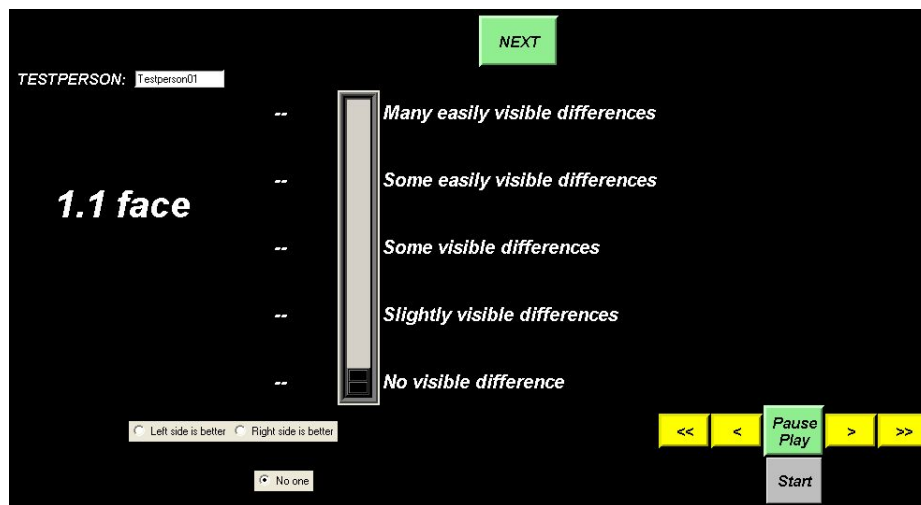 NEXT
TESTPERSON: Testperson01
-- Many easily visible differences
-- Some easily visible differences
1.1 face
-- Some visible differences
-- Slightly visible differences
-- No visible difference
Left side is better Right side is better
<< < Pause Play > >>
No one
Start